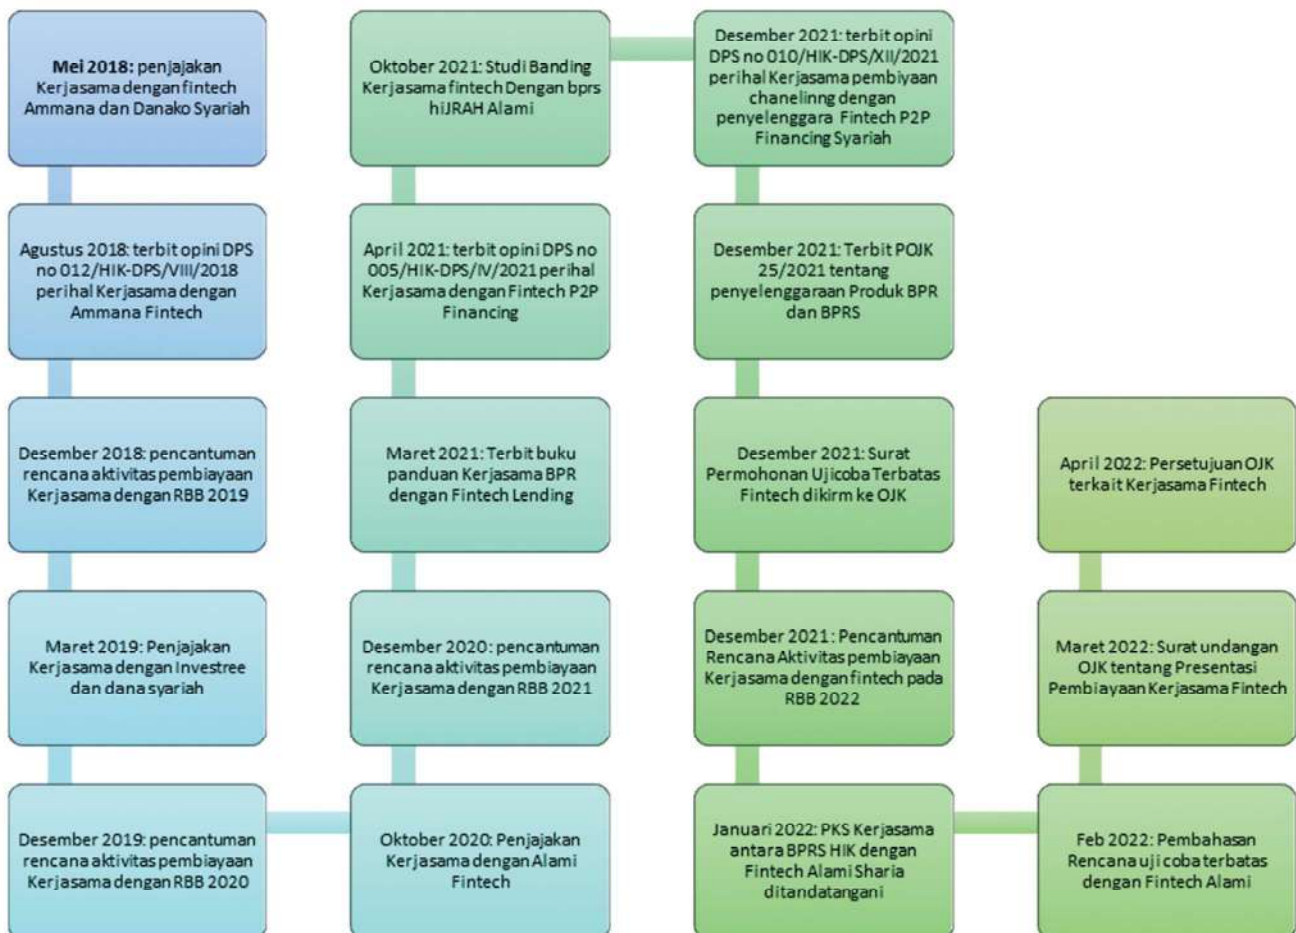 Mei 2018: penjajakan
Kerjasama dengan fintech
Ammana dan Danako Syariah
Agustus 2018: terbit opini DPS
no 012/HIK-DPS/VIII/2018
perihal Kerjasama dengan
Ammana Fintech
Desember 2018: pencantuman
rencana aktivitas pembiayaan
Kerjasama dengan RBB 2019
Maret 2019: Penjajakan
Kerjasama dengan Investree
dan dana syariah
Desember 2019: pencantuman
rencana aktivitas pembiayaan
Kerjasama dengan RBB 2020
Oktober 2020: Penjajakan
Kerjasama dengan Alami
Fintech
Desember 2020: pencantuman
rencana aktivitas pembiayaan
Kerjasama dengan RBB 2021
Maret 2021: Terbit buku
panduan Kerjasama BPR
dengan Fintech Lending
April 2021: terbit opini DPS no
005/HIK-DPS/IV/2021 perihal
Kerjasama dengan Fintech P2P
Financing
Oktober 2021: Studi Banding
Kerjasama fintech Dengan bprs
hiJRAH Alami
Desember 2021: terbit opini
DPS no 010/HIK-DPS/XII/2021
perihal Kerjasama pembiyaan
chanelinng dengan
penyelenggara Fintech P2P
Financing Syariah
Desember 2021: Terbit POJK
25/2021 tentang
penyelenggaraan Produk BPR
dan BPRS
Desember 2021: Surat
Permohonan Ujicoba Terbatas
Fintech dikirm ke OJK
Desember 2021: Pencantuman
Rencana Aktivitas pembiayaan
Kerjasama dengan fintech pada
RBB 2022
Januari 2022: PKS Kerjasama
antara BPRS HIK dengan
Fintech Alami Sharia
ditandatangani
Feb 2022: Pembahasan
Rencana uji coba terbatas
dengan Fintech Alami
Maret 2022: Surat undangan
OJK tentang Presentasi
Pembiayaan Kerjasama Fintech
April 2022: Persetujuan OJK
terkait Kerjasama Fintech